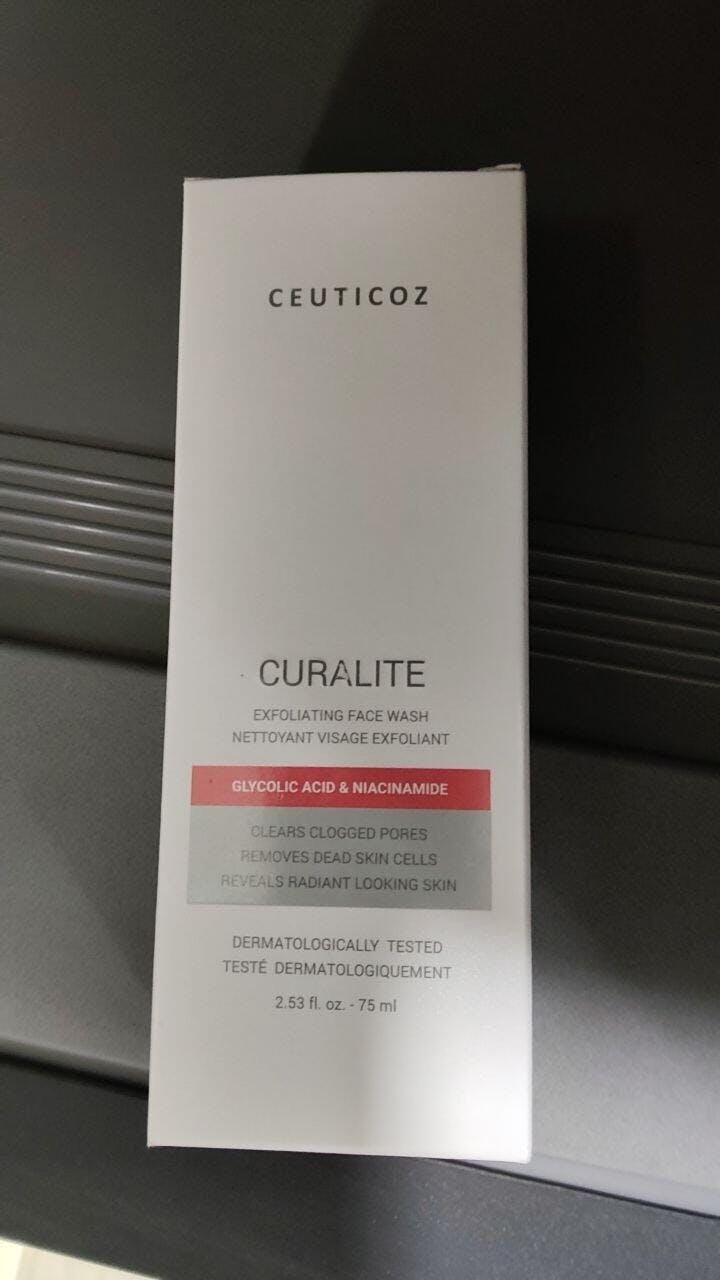 CEUTICOZ
CURALITE
EXFOLIATING FACE WASH
NETTOYANT VISAGE EXFOLIANT
GLYCOLIC ACID & NIACINAMIDE
CLEARS CLOGGED PORES
REMOVES DEAD SKIN CELLS
REVEALS RADIANT LOOKING SKIN
DERMATOLOGICALLY TESTED
TESTÉ DERMATOLOGIQUEMENT
2.53 fl. oz. - 75 ml